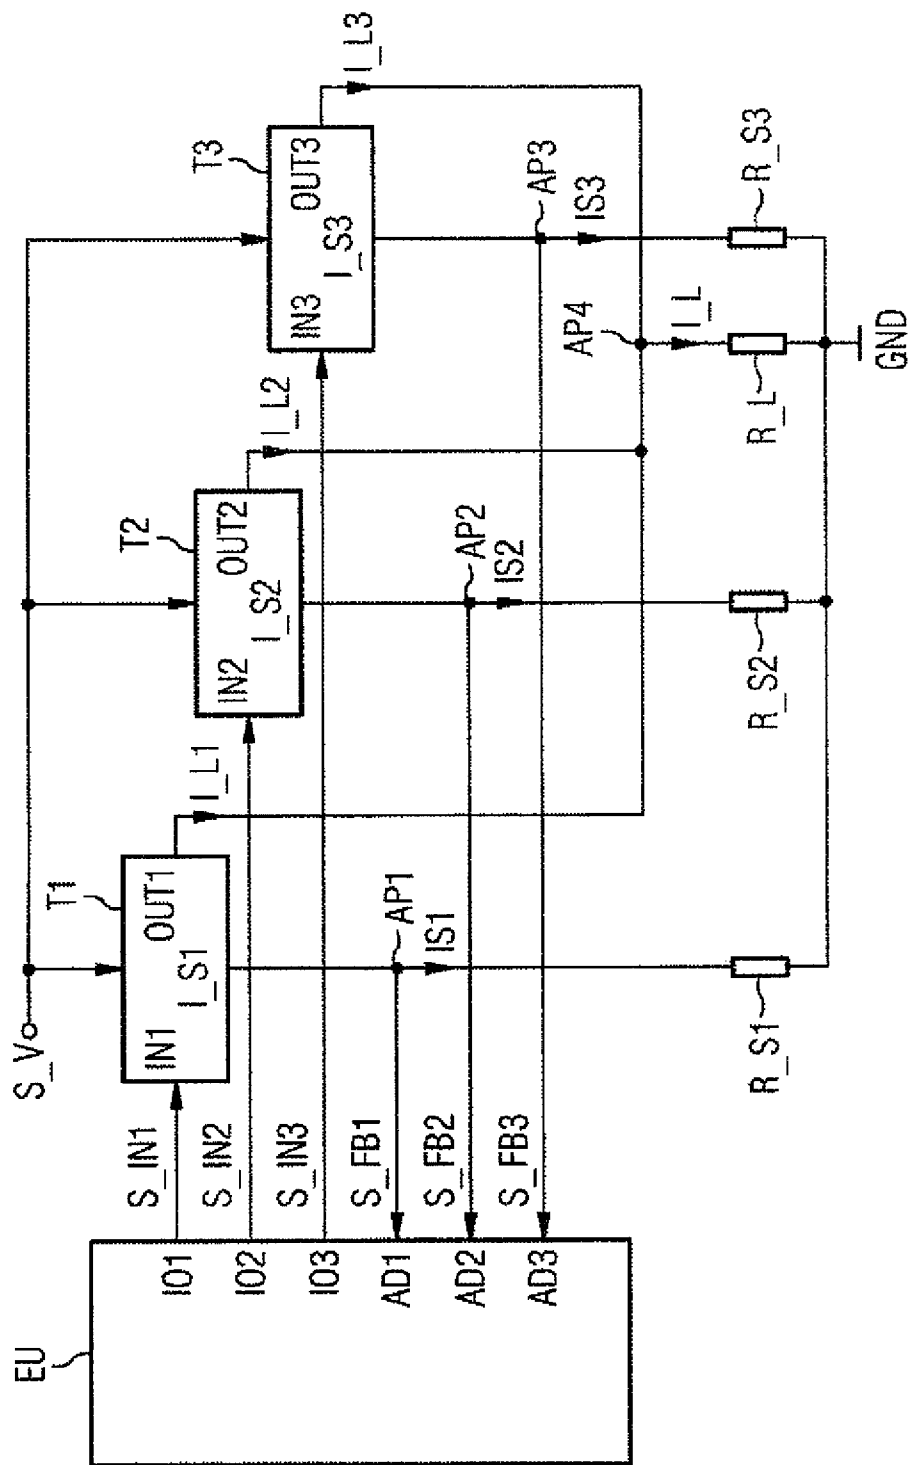 EU
IO1
IO2
IO3
AD1
AD2
AD3
S_IN1
S_IN2
S_IN3
S_FB1
S_FB2
S_FB3
S_V
T1
IN1
OUT1
I_S1
I_L1
T2
IN2
OUT2
I_S2
I_L2
T3
IN3
OUT3
I_S3
I_L3
AP1
IS1
AP2
IS2
AP3
IS3
AP4
I_L
R_S1
R_S2
R_L
R_S3
GND